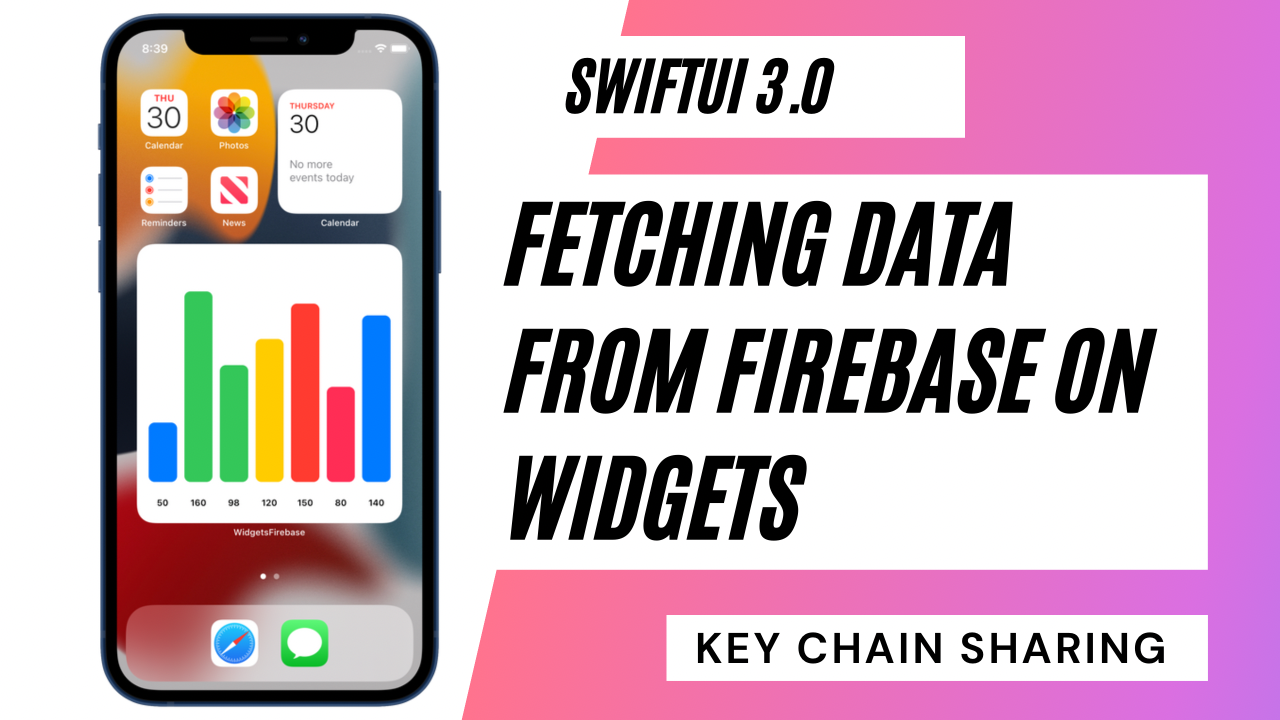 8:39
THU
30
Calendar
Photos
THURSDAY
30
No more
events today
Reminders
News
Calendar
50 160 98 120 150 80 140
WidgetsFirebase
SWIFTUI 3.0
FETCHING DATA
FROM FIREBASE ON
WIDGETS
KEY CHAIN SHARING